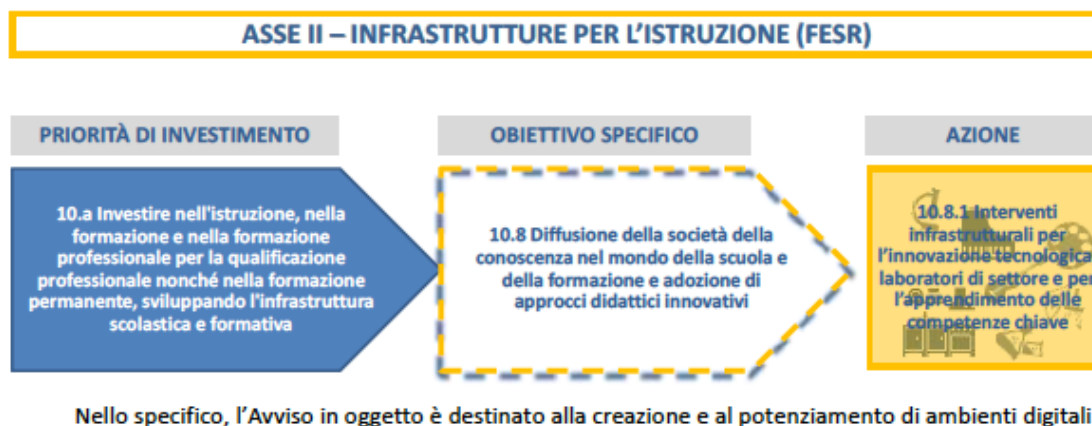 ASSE II – INFRASTRUTTURE PER L'ISTRUZIONE (FESR)
PRIORITÀ DI INVESTIMENTO
10.a Investire nell'istruzione, nella
formazione e nella formazione
professionale per la qualificazione
professionale nonché nella formazione
permanente, sviluppando l'infrastruttura
scolastica e formativa
OBIETTIVO SPECIFICO
10.8 Diffusione della società della
conoscenza nel mondo della scuola e
della formazione e adozione di
approcci didattici innovativi
AZIONE
10.8.1 Interventi
infrastrutturali per
l'innovazione tecnologica,
laboratori di settore e per
l'apprendimento delle
competenze chiave
Nello specifico, l'Avviso in oggetto è destinato alla creazione e al potenziamento di ambienti digitali